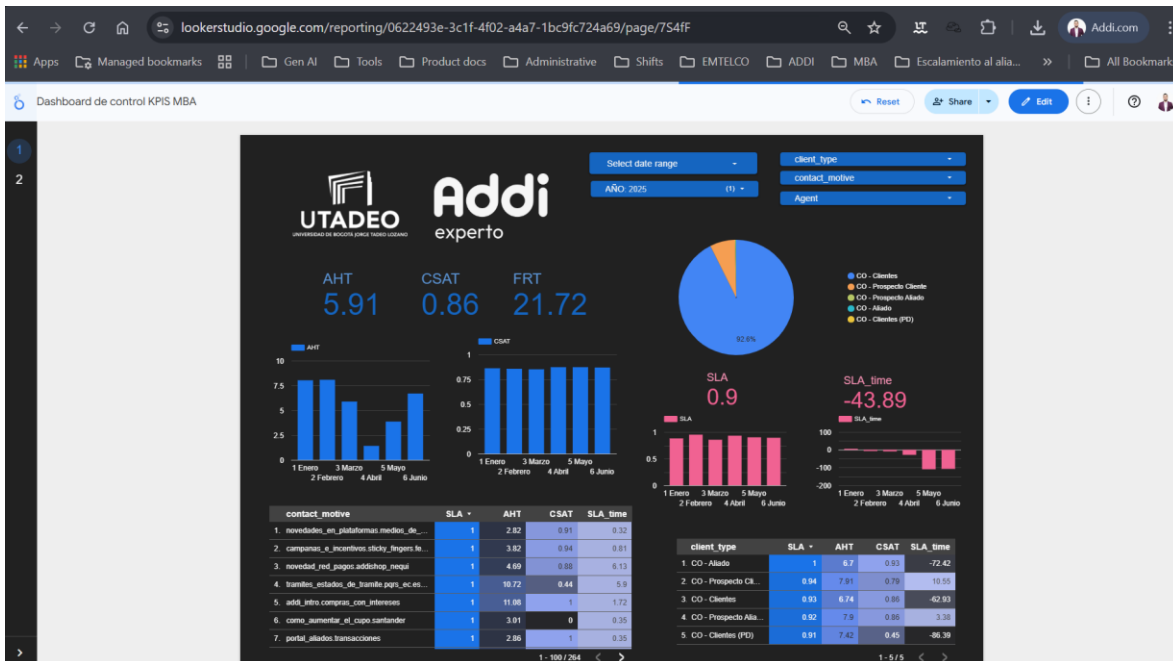 lookerstudio.google.com/reporting/0622493e-3c1f-4f02-a4a7-1bc9fc724a69/page/7S4fF
Addi.com
Apps Managed bookmarks Gen AI Tools Product docs Administrative Shifts EMTELCO ADDI MBA Escalamiento al alia... » All Bookmark
Dashboard de control KPIS MBA
Reset Share Edit
1
2
UTADEO
UNIVERSIDAD DE BOGOTÁ JORGE TADEO LOZANO
Addi
experto
Select date range
AÑO: 2025 (1)
client_type
contact_motive
Agent
AHT CSAT FRT
5.91 0.86 21.72
92.6%
CO - Clientes
CO - Prospecto Cliente
CO - Prospecto Aliado
CO - Aliado
CO - Clientes (PD)
AHT
10
7.5
5
2.5
0
1 Enero 3 Marzo 5 Mayo
2 Febrero 4 Abril 6 Junio
CSAT
1
0.75
0.5
0.25
0
1 Enero 3 Marzo 5 Mayo
2 Febrero 4 Abril 6 Junio
SLA
0.9
SLA
1
0.5
0
1 Enero 3 Marzo 5 Mayo
2 Febrero 4 Abril 6 Junio
SLA_time
-43.89
SLA_time
100
0
-100
-200
1 Enero 3 Marzo 5 Mayo
2 Febrero 4 Abril 6 Junio
contact_motive SLA AHT CSAT SLA_time
1. novedades_en_plataformas.medios_de_... 1 2.82 0.91 0.32
2. campanas_e_incentivos.sticky_fingers.fe... 1 3.82 0.94 0.81
3. novedad_red_pagos.addishop_nequi 1 4.69 0.88 6.13
4. tramites_estados_de_tramite.pqrs_ec.es... 1 10.72 0.44 5.9
5. addi_intro.compras_con_intereses 1 11.08 1 1.72
6. como_aumentar_el_cupo.santander 1 3.01 0 0.35
7. portal_aliados.transacciones 1 2.86 1 0.35
1 - 100 / 264
client_type SLA AHT CSAT SLA_time
1. CO - Aliado 1 6.7 0.93 -72.42
2. CO - Prospecto Cli... 0.94 7.91 0.79 10.55
3. CO - Clientes 0.93 6.74 0.86 -62.93
4. CO - Prospecto Alia... 0.92 7.9 0.86 3.38
5. CO - Clientes (PD) 0.91 7.42 0.45 -86.39
1 - 5 / 5